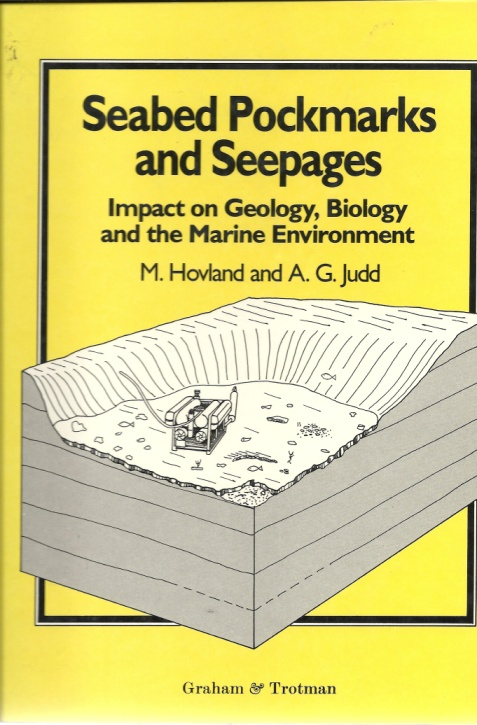 Seabed Pockmarks
and Seepages
Impact on Geology, Biology
and the Marine Environment
M. Hovland and A. G. Judd
Graham & Trotman